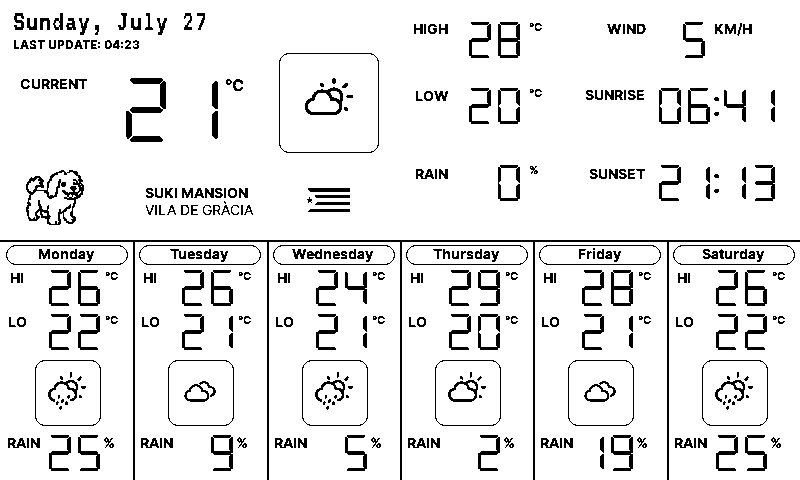 Sunday, July 27
LAST UPDATE: 04:23
CURRENT 21 °C
HIGH 28 °C
WIND 5 KM/H
LOW 20 °C
SUNRISE 06:41
RAIN 0 %
SUNSET 21:13
SUKI MANSION
VILA DE GRÀCIA
Monday
HI 26 °C
LO 22 °C
RAIN 25 %
Tuesday
HI 26 °C
LO 21 °C
RAIN 9 %
Wednesday
HI 24 °C
LO 21 °C
RAIN 5 %
Thursday
HI 29 °C
LO 20 °C
RAIN 2 %
Friday
HI 28 °C
LO 21 °C
RAIN 19 %
Saturday
HI 26 °C
LO 22 °C
RAIN 25 %